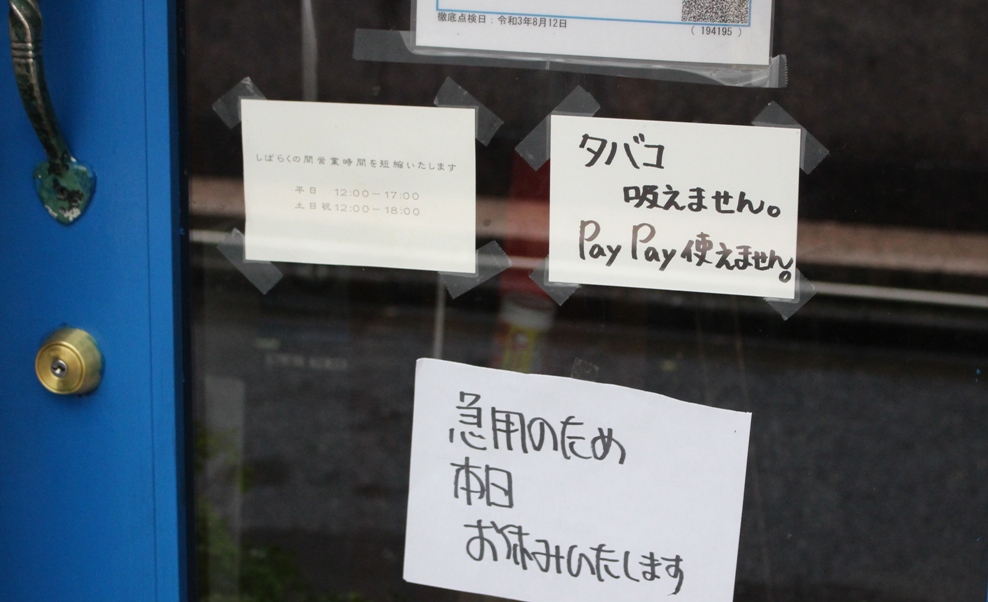 徹底点検日：令和3年8月12日
（ 194195 ）
しばらくの間営業時間を短縮いたします
平日 12:00－17:00
土日祝12:00－18:00
タバコ
吸えません。
PayPay使えません。
急用のため
本日
お休みいたします